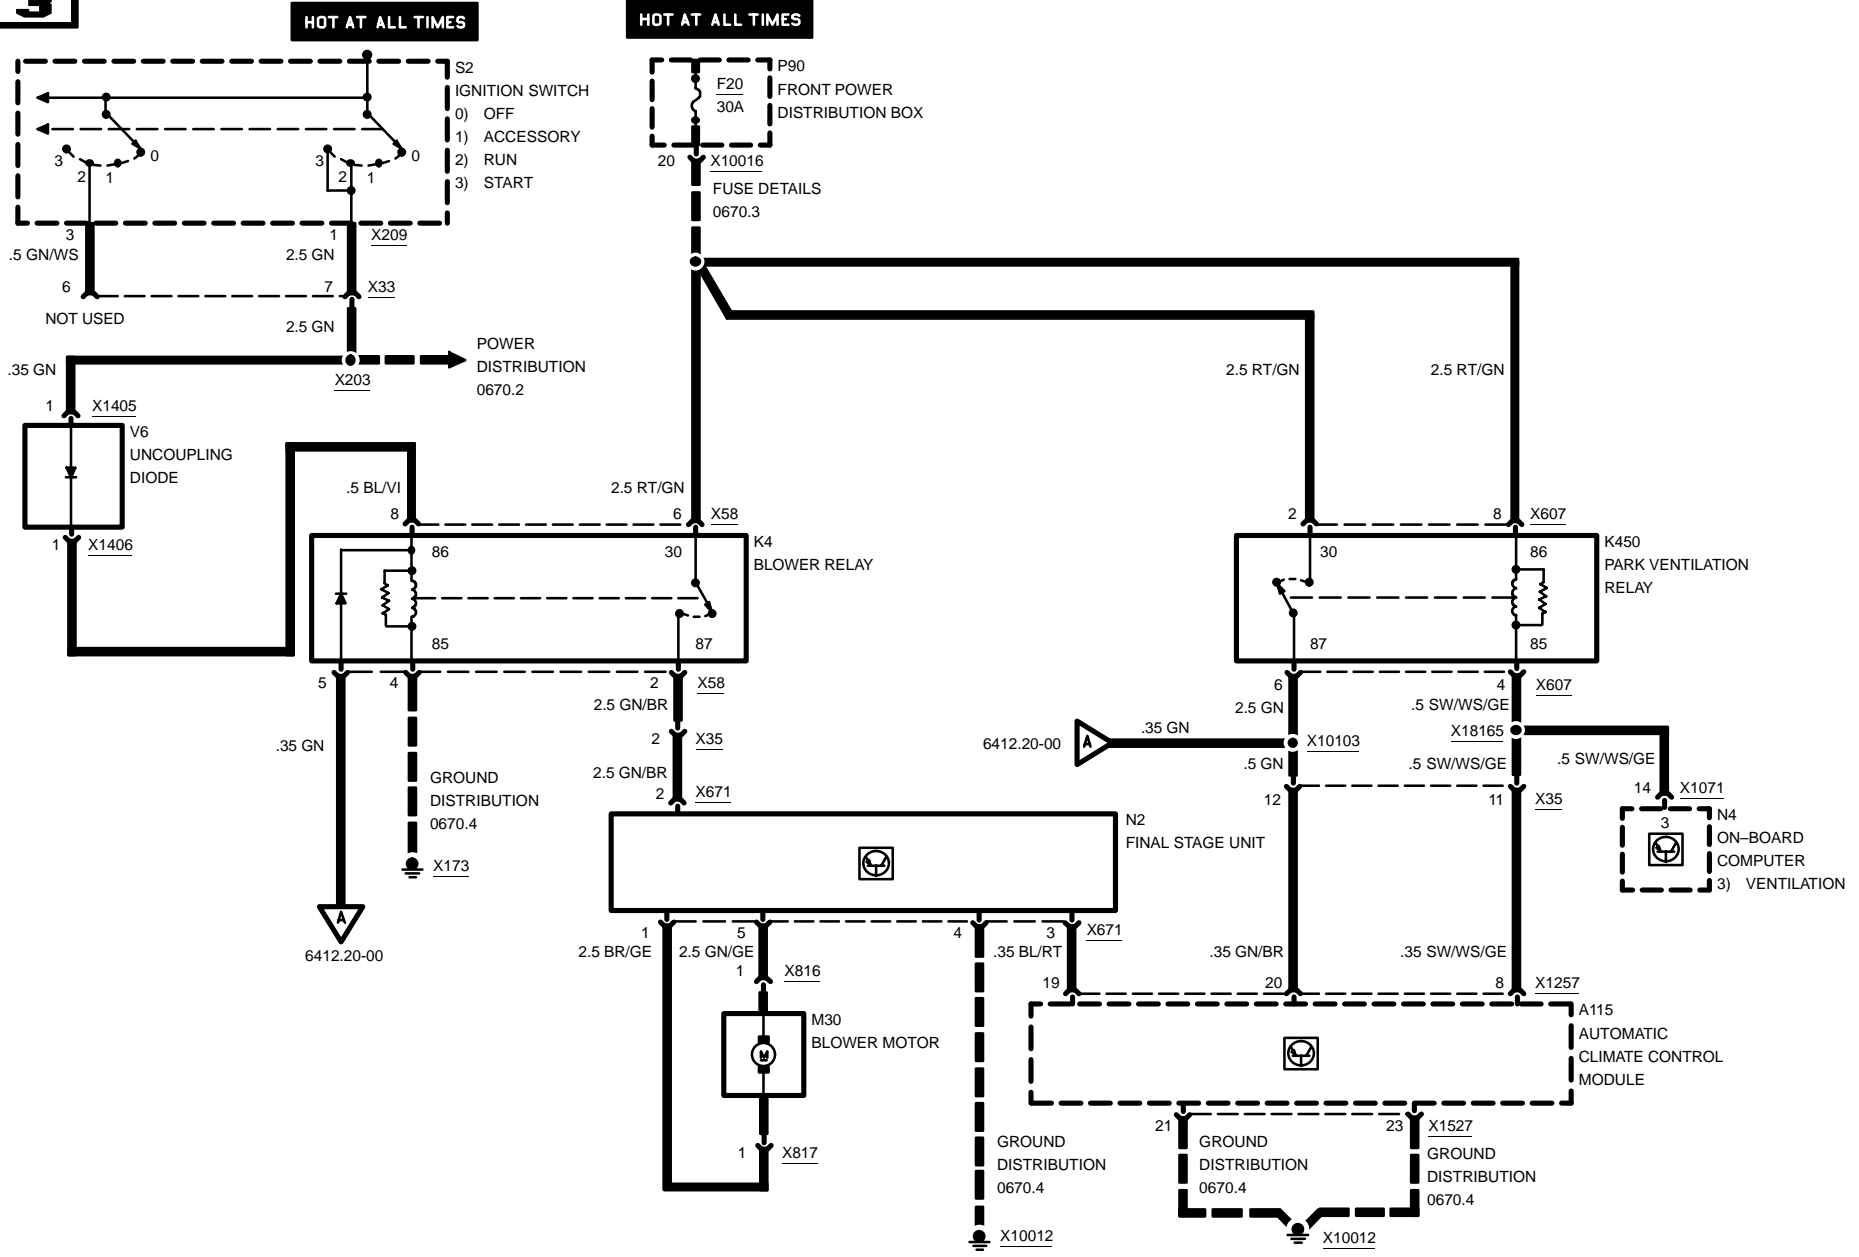 3
HOT AT ALL TIMES
HOT AT ALL TIMES
S2
IGNITION SWITCH
0) OFF
1) ACCESSORY
2) RUN
3) START
3
2
1
0
3
2
1
0
F20
30A
P90
FRONT POWER
DISTRIBUTION BOX
20
X10016
FUSE DETAILS
0670.3
3
1
X209
.5 GN/WS
2.5 GN
6
7
X33
NOT USED
2.5 GN
X203
POWER
DISTRIBUTION
0670.2
.35 GN
1
X1405
V6
UNCOUPLING
DIODE
1
X1406
.5 BL/VI
2.5 RT/GN
2.5 RT/GN
2.5 RT/GN
8
6
X58
2
8
X607
86
30
85
87
K4
BLOWER RELAY
30
86
87
85
K450
PARK VENTILATION
RELAY
5
4
2
X58
2.5 GN/BR
2
X35
2.5 GN/BR
2
X671
.35 GN
GROUND
DISTRIBUTION
0670.4
X173
A
6412.20-00
6
4
X607
2.5 GN
.5 SW/WS/GE
6412.20-00
A
.35 GN
X10103
X18165
.5 GN
.5 SW/WS/GE
.5 SW/WS/GE
12
11
X35
14
X1071
3
N4
ON–BOARD
COMPUTER
3) VENTILATION
N2
FINAL STAGE UNIT
1
5
4
3
X671
2.5 BR/GE
2.5 GN/GE
.35 BL/RT
.35 GN/BR
.35 SW/WS/GE
1
X816
M
M30
BLOWER MOTOR
1
X817
19
20
8
X1257
A115
AUTOMATIC
CLIMATE CONTROL
MODULE
21
23
X1527
GROUND
DISTRIBUTION
0670.4
GROUND
DISTRIBUTION
0670.4
GROUND
DISTRIBUTION
0670.4
X10012
X10012